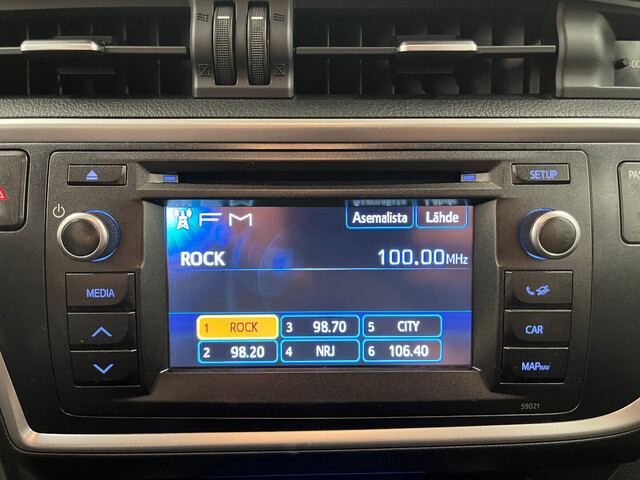 SETUP
FM Asemalista Lähde
ROCK 100.00MHz
MEDIA
1 ROCK 3 98.70 5 CITY
2 98.20 4 NRJ 6 106.40
CAR
MAPNAV
59021